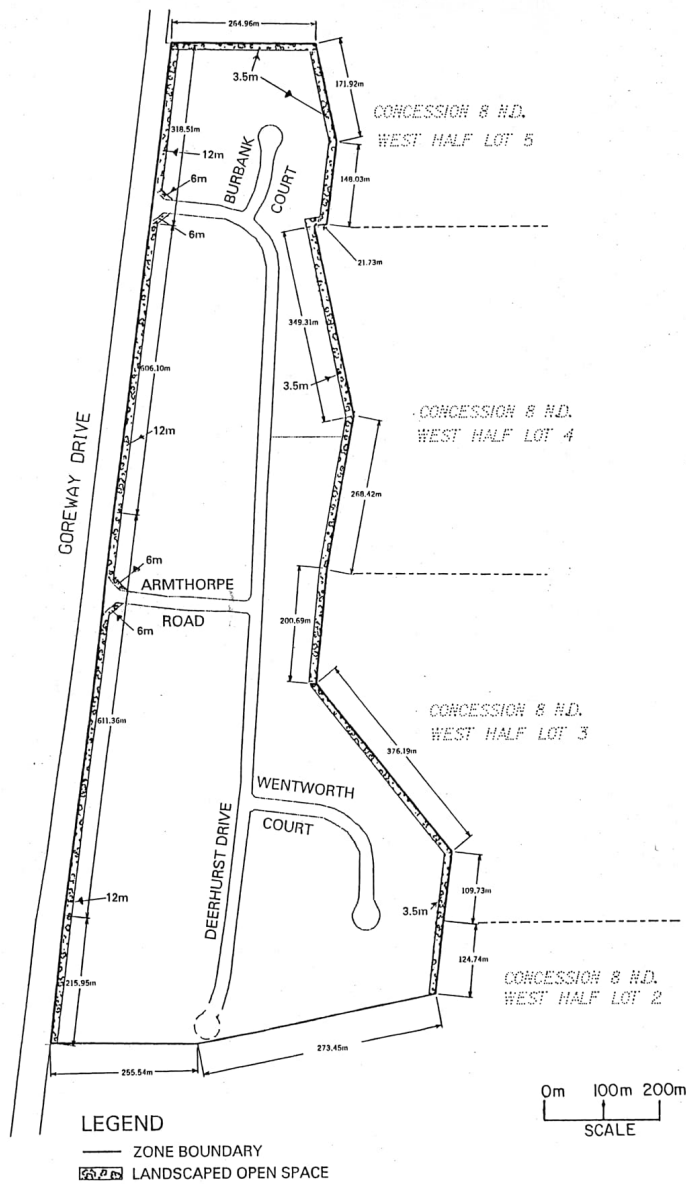 264.96m
3.5m
171.92m
CONCESSION 8 N.D.
WEST HALF LOT 5
318.51m
12m
BURBANK
COURT
148.03m
6m
6m
21.73m
349.31m
606.10m
3.5m
CONCESSION 8 N.D.
WEST HALF LOT 4
12m
GOREWAY DRIVE
268.42m
6m
ARMTHORPE
ROAD
6m
200.69m
CONCESSION 8 N.D.
WEST HALF LOT 3
611.36m
376.19m
WENTWORTH
COURT
DEERHURST DRIVE
12m
3.5m
109.73m
124.74m
CONCESSION 8 N.D.
WEST HALF LOT 2
215.95m
273.45m
255.54m
0m 100m 200m
SCALE
LEGEND
ZONE BOUNDARY
LANDSCAPED OPEN SPACE